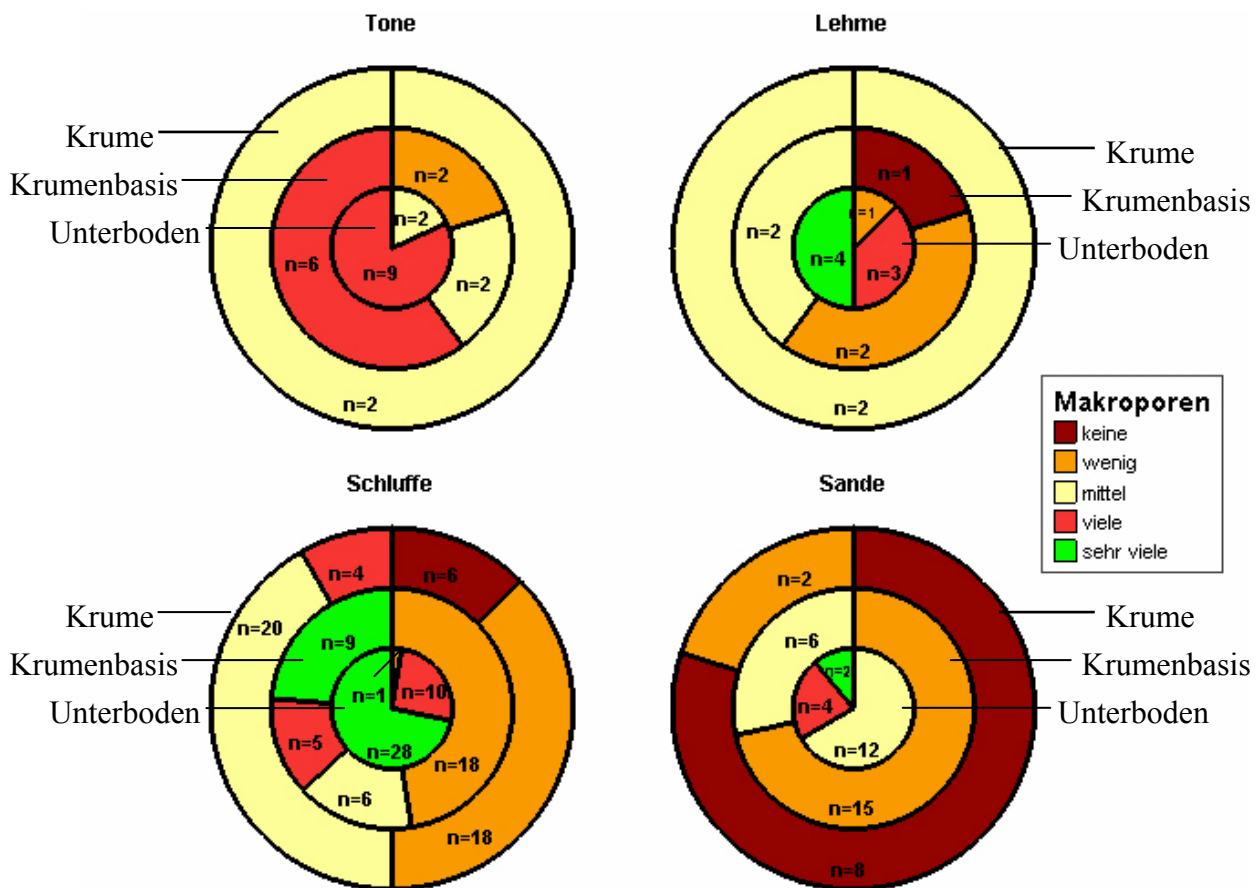 Tone
Krume
Krumenbasis
Unterboden
n=2
n=2
n=6
n=9
n=2
n=2
Lehme
Krume
Krumenbasis
Unterboden
n=1
n=1
n=2
n=4
n=3
n=2
n=2
Makroporen
keine
wenig
mittel
viele
sehr viele
Schluffe
Krume
Krumenbasis
Unterboden
n=4
n=6
n=20
n=9
n=1
n=10
n=5
n=28
n=18
n=6
n=18
Sande
Krume
Krumenbasis
Unterboden
n=2
n=6
n=2
n=4
n=12
n=15
n=8